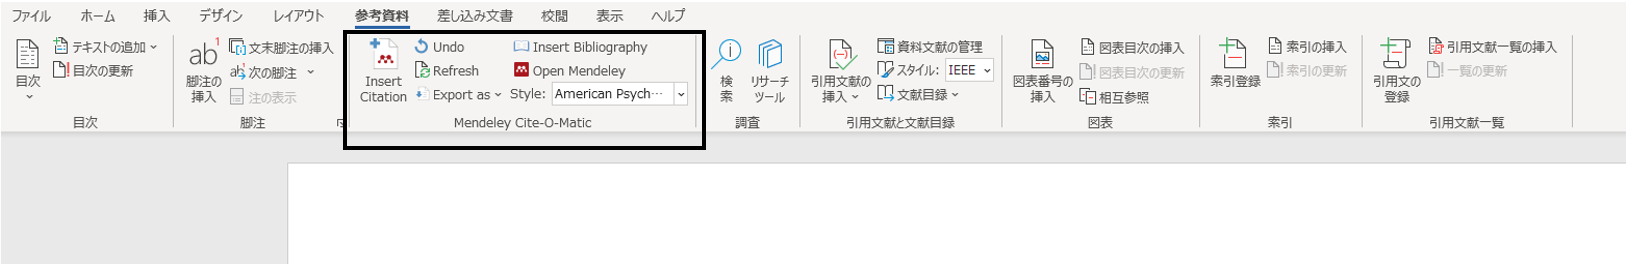 ファイル ホーム 挿入 デザイン レイアウト 参考資料 差し込み文書 校閲 表示 ヘルプ
目次
テキストの追加
目次の更新
目次
ab1
脚注の
挿入
文末脚注の挿入
次の脚注
注の表示
脚注
Insert
Citation
Undo
Refresh
Export as
Insert Bibliography
Open Mendeley
Style: American Psych…
Mendeley Cite-O-Matic
検
索
リサーチ
ツール
調査
引用文献の
挿入
資料文献の管理
スタイル: IEEE
文献目録
引用文献と文献目録
図表番号の
挿入
図表目次の挿入
図表目次の更新
相互参照
図表
索引登録
索引の挿入
索引の更新
索引
引用文の
登録
引用文献一覧の挿入
一覧の更新
引用文献一覧